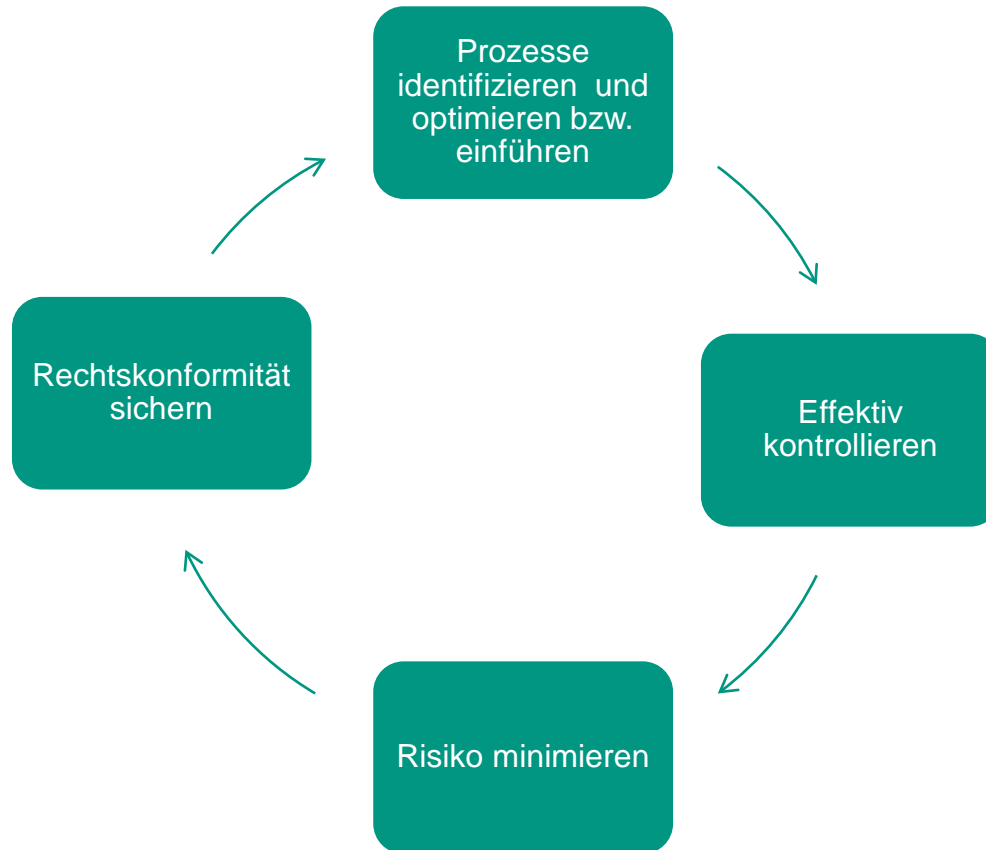 Prozesse
identifizieren  und
optimieren bzw.
einführen
Rechtskonformität
sichern
Effektiv
kontrollieren
Risiko minimieren